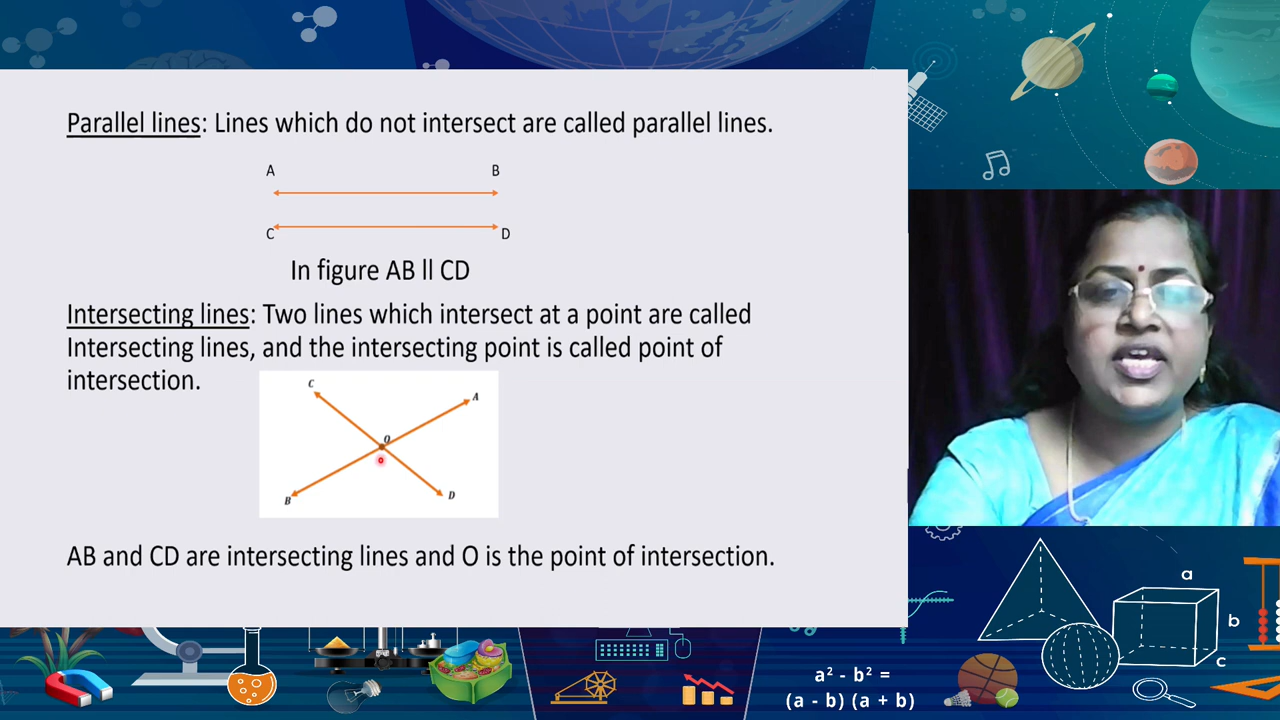 Parallel lines: Lines which do not intersect are called parallel lines.
A B
C D
In figure AB ll CD
Intersecting lines: Two lines which intersect at a point are called
Intersecting lines, and the intersecting point is called point of
intersection.
C
A
O
B
D
AB and CD are intersecting lines and O is the point of intersection.
a
b
c
a² - b² =
(a - b) (a + b)